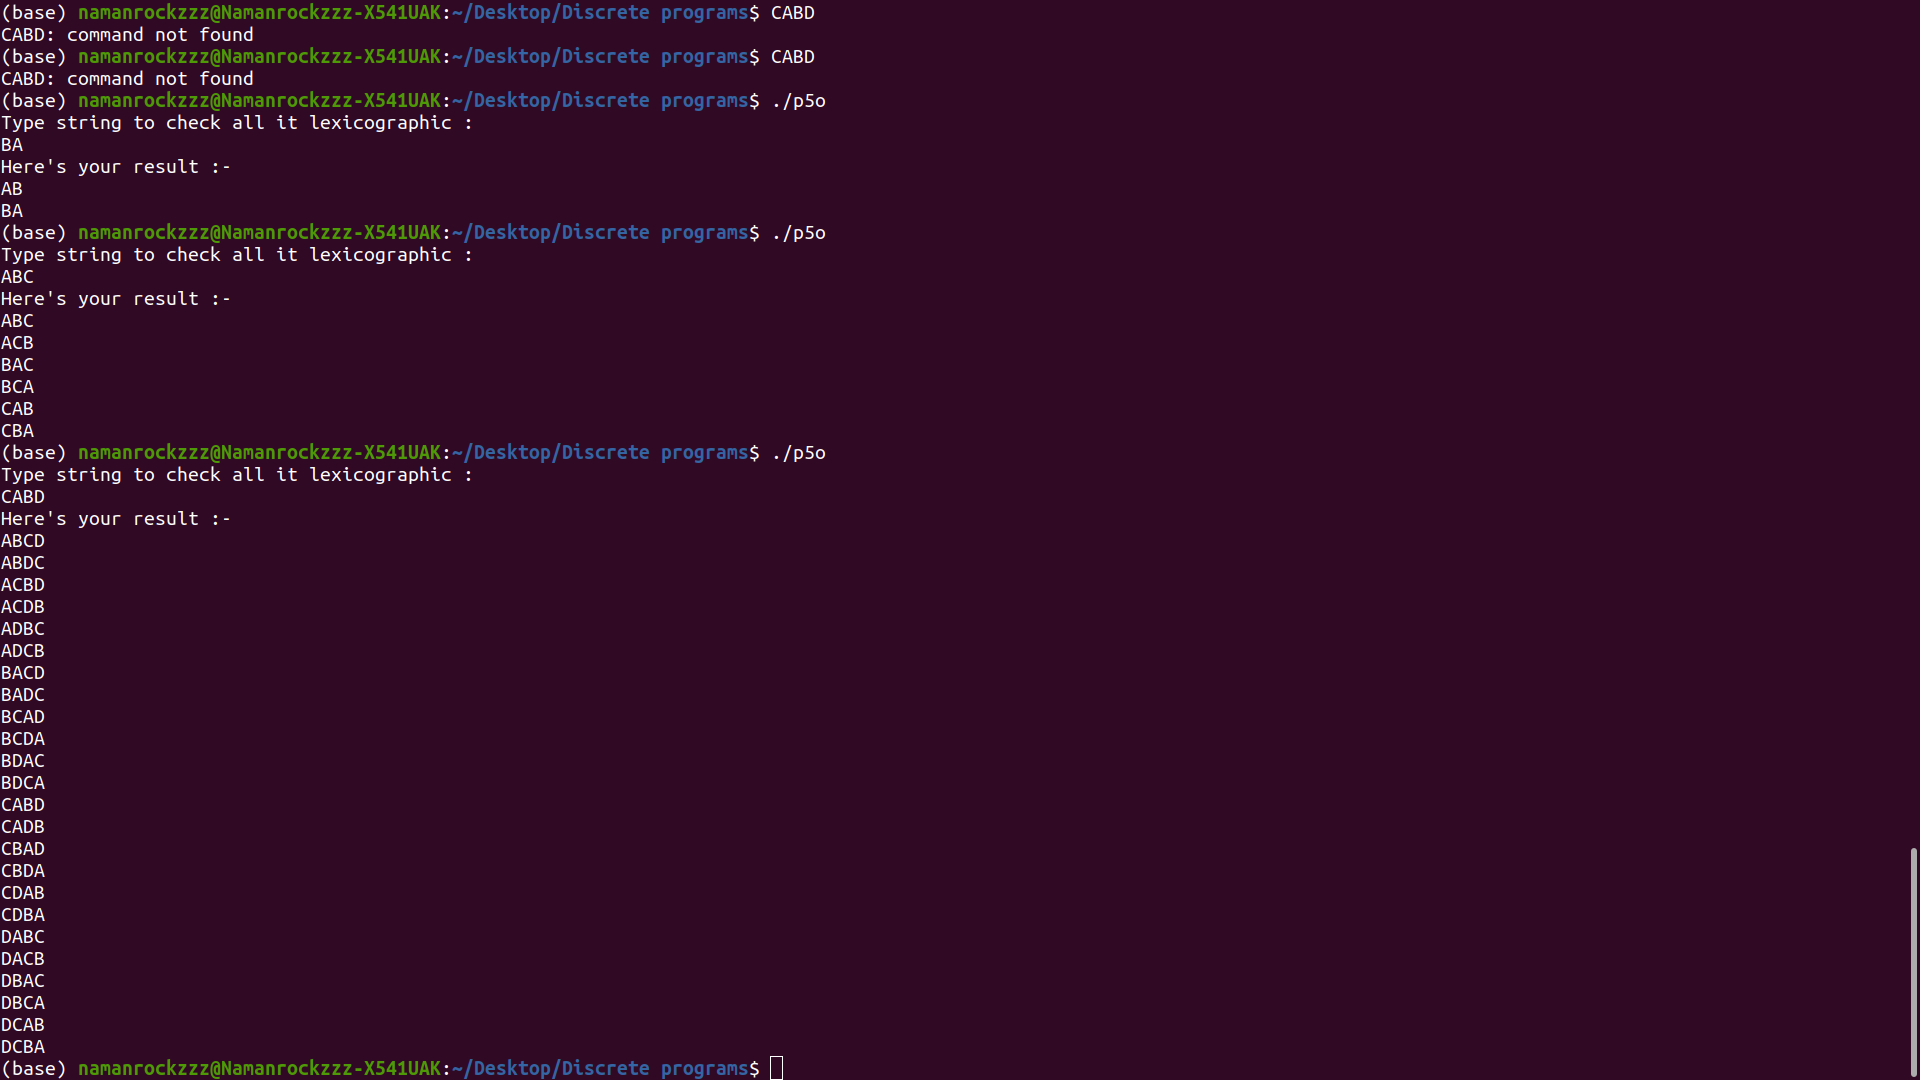 (base) namanrockzzz@Namanrockzzz-X541UAK:~/Desktop/Discrete programs$ CABD
CABD: command not found
(base) namanrockzzz@Namanrockzzz-X541UAK:~/Desktop/Discrete programs$ CABD
CABD: command not found
(base) namanrockzzz@Namanrockzzz-X541UAK:~/Desktop/Discrete programs$ ./p5o
Type string to check all it lexicographic :
BA
Here's your result :-
AB
BA
(base) namanrockzzz@Namanrockzzz-X541UAK:~/Desktop/Discrete programs$ ./p5o
Type string to check all it lexicographic :
ABC
Here's your result :-
ABC
ACB
BAC
BCA
CAB
CBA
(base) namanrockzzz@Namanrockzzz-X541UAK:~/Desktop/Discrete programs$ ./p5o
Type string to check all it lexicographic :
CABD
Here's your result :-
ABCD
ABDC
ACBD
ACDB
ADBC
ADCB
BACD
BADC
BCAD
BCDA
BDAC
BDCA
CABD
CADB
CBAD
CBDA
CDAB
CDBA
DABC
DACB
DBAC
DBCA
DCAB
DCBA
(base) namanrockzzz@Namanrockzzz-X541UAK:~/Desktop/Discrete programs$